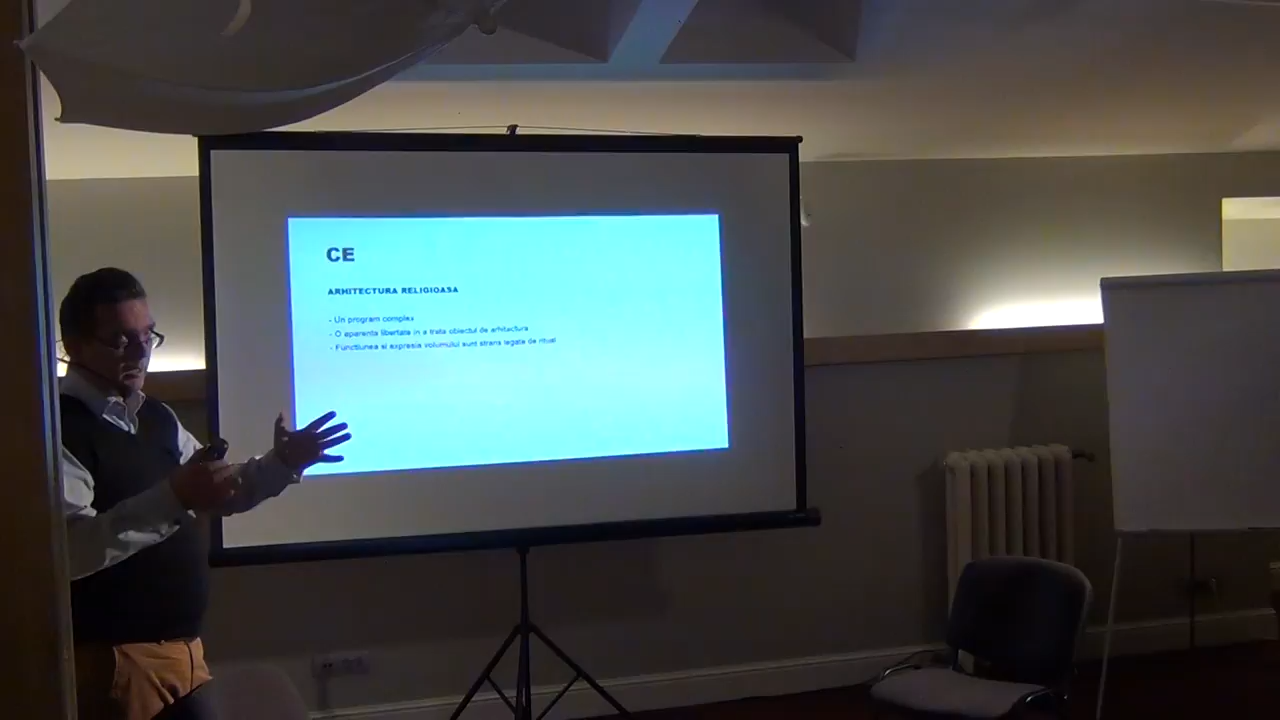 CE
ARHITECTURA RELIGIOASA
- Un program complex
- O aparenta libertate in a trata obiectul de arhitectura
- Functiunea si expresia volumului sunt strans legate de ritual